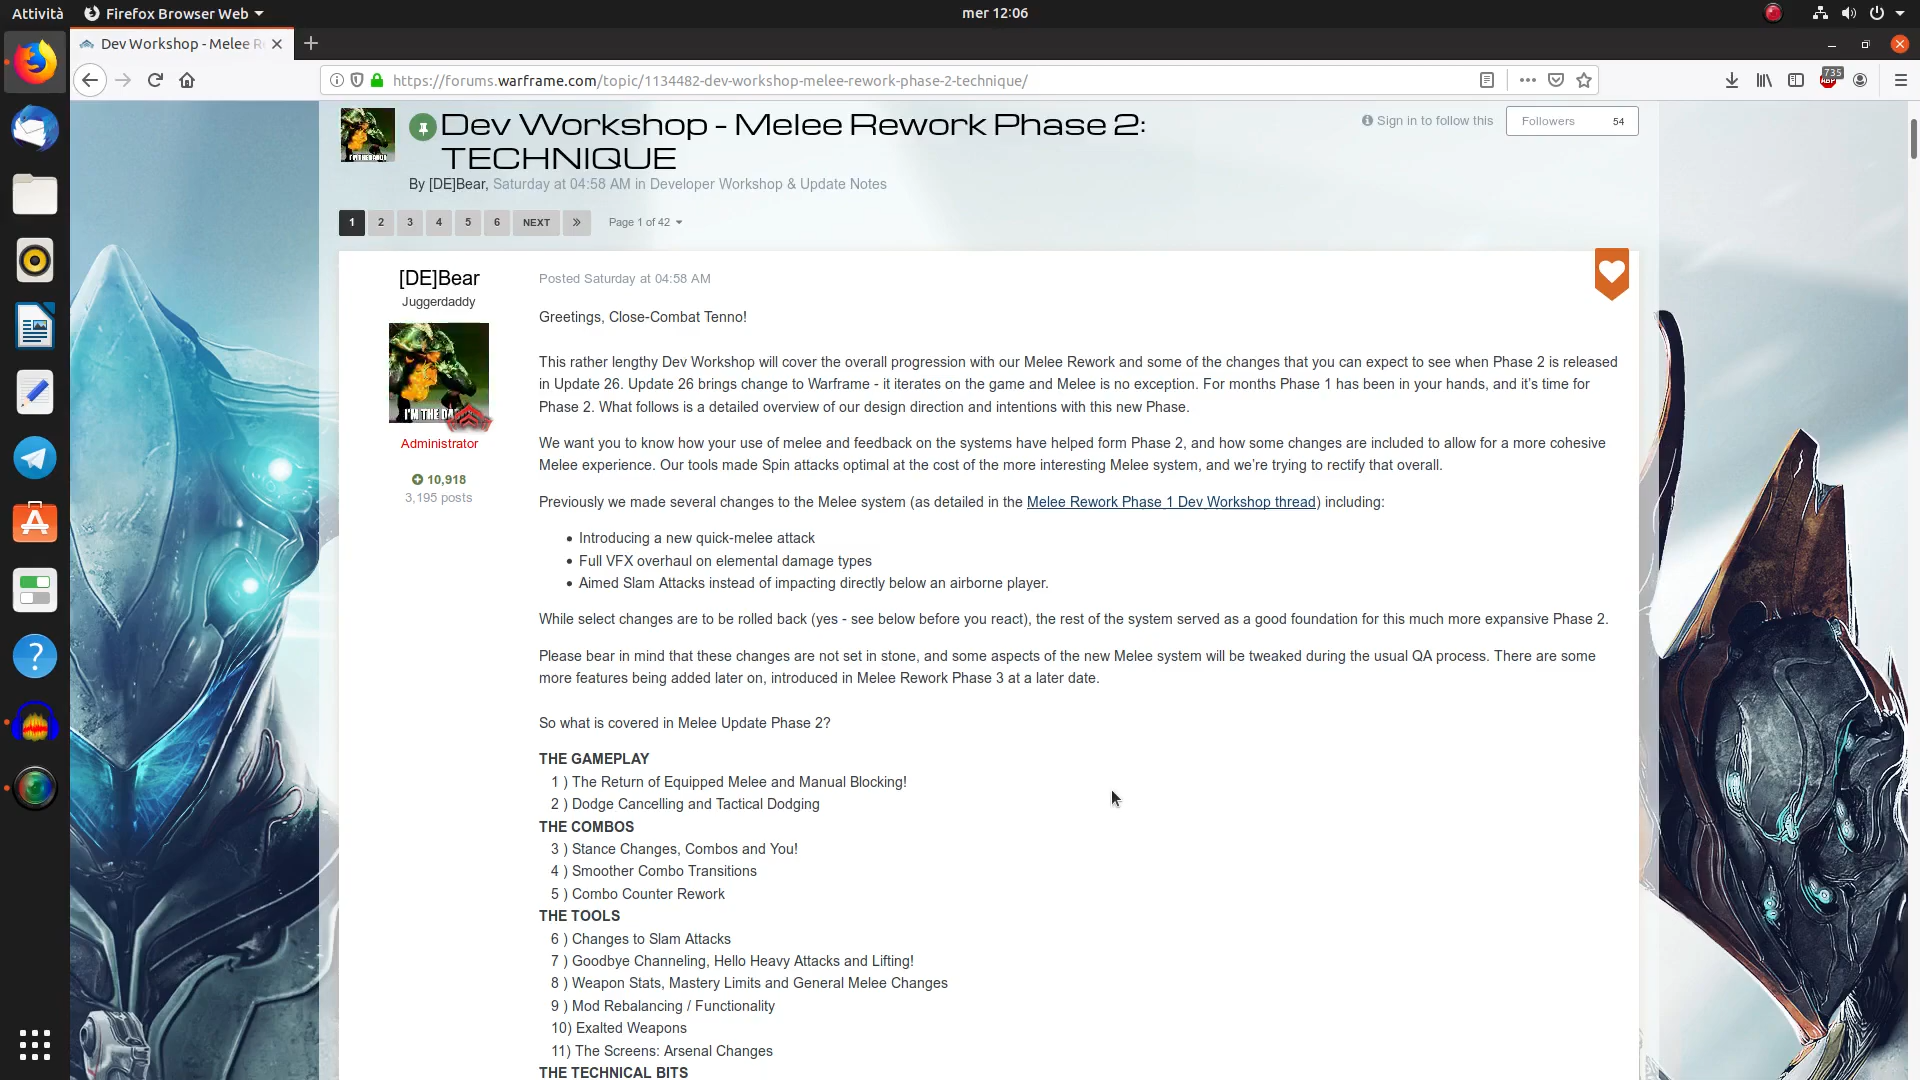 Attività
Firefox Browser Web
mer 12:06
Dev Workshop - Melee R
https://forums.warframe.com/topic/1134482-dev-workshop-melee-rework-phase-2-technique/
735
ABP
Dev Workshop - Melee Rework Phase 2:
TECHNIQUE
Sign in to follow this
Followers 54
By [DE]Bear, Saturday at 04:58 AM in Developer Workshop & Update Notes
1 2 3 4 5 6 NEXT » Page 1 of 42
[DE]Bear
Juggerdaddy
I'M THE DA
Administrator
10,918
3,195 posts
Posted Saturday at 04:58 AM
Greetings, Close-Combat Tenno!
This rather lengthy Dev Workshop will cover the overall progression with our Melee Rework and some of the changes that you can expect to see when Phase 2 is released
in Update 26. Update 26 brings change to Warframe - it iterates on the game and Melee is no exception. For months Phase 1 has been in your hands, and it’s time for
Phase 2. What follows is a detailed overview of our design direction and intentions with this new Phase.
We want you to know how your use of melee and feedback on the systems have helped form Phase 2, and how some changes are included to allow for a more cohesive
Melee experience. Our tools made Spin attacks optimal at the cost of the more interesting Melee system, and we’re trying to rectify that overall.
Previously we made several changes to the Melee system (as detailed in the Melee Rework Phase 1 Dev Workshop thread) including:
• Introducing a new quick-melee attack
• Full VFX overhaul on elemental damage types
• Aimed Slam Attacks instead of impacting directly below an airborne player.
While select changes are to be rolled back (yes - see below before you react), the rest of the system served as a good foundation for this much more expansive Phase 2.
Please bear in mind that these changes are not set in stone, and some aspects of the new Melee system will be tweaked during the usual QA process. There are some
more features being added later on, introduced in Melee Rework Phase 3 at a later date.
So what is covered in Melee Update Phase 2?
THE GAMEPLAY
1 ) The Return of Equipped Melee and Manual Blocking!
2 ) Dodge Cancelling and Tactical Dodging
THE COMBOS
3 ) Stance Changes, Combos and You!
4 ) Smoother Combo Transitions
5 ) Combo Counter Rework
THE TOOLS
6 ) Changes to Slam Attacks
7 ) Goodbye Channeling, Hello Heavy Attacks and Lifting!
8 ) Weapon Stats, Mastery Limits and General Melee Changes
9 ) Mod Rebalancing / Functionality
10) Exalted Weapons
11) The Screens: Arsenal Changes
THE TECHNICAL BITS